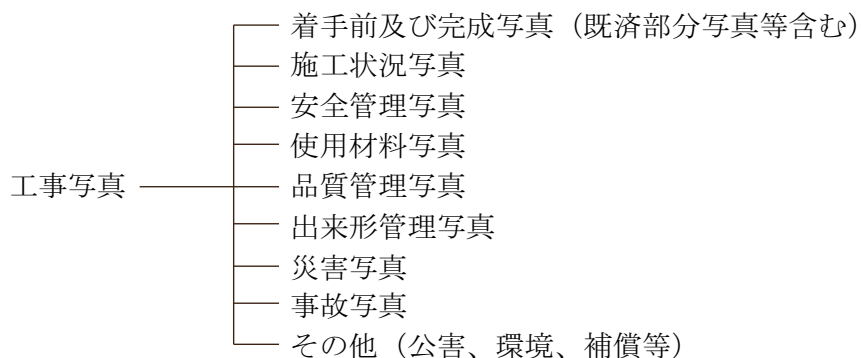 着手前及び完成写真（既済部分写真等含む）
施工状況写真
安全管理写真
使用材料写真
工事写真
品質管理写真
出来形管理写真
災害写真
事故写真
その他（公害、環境、補償等）